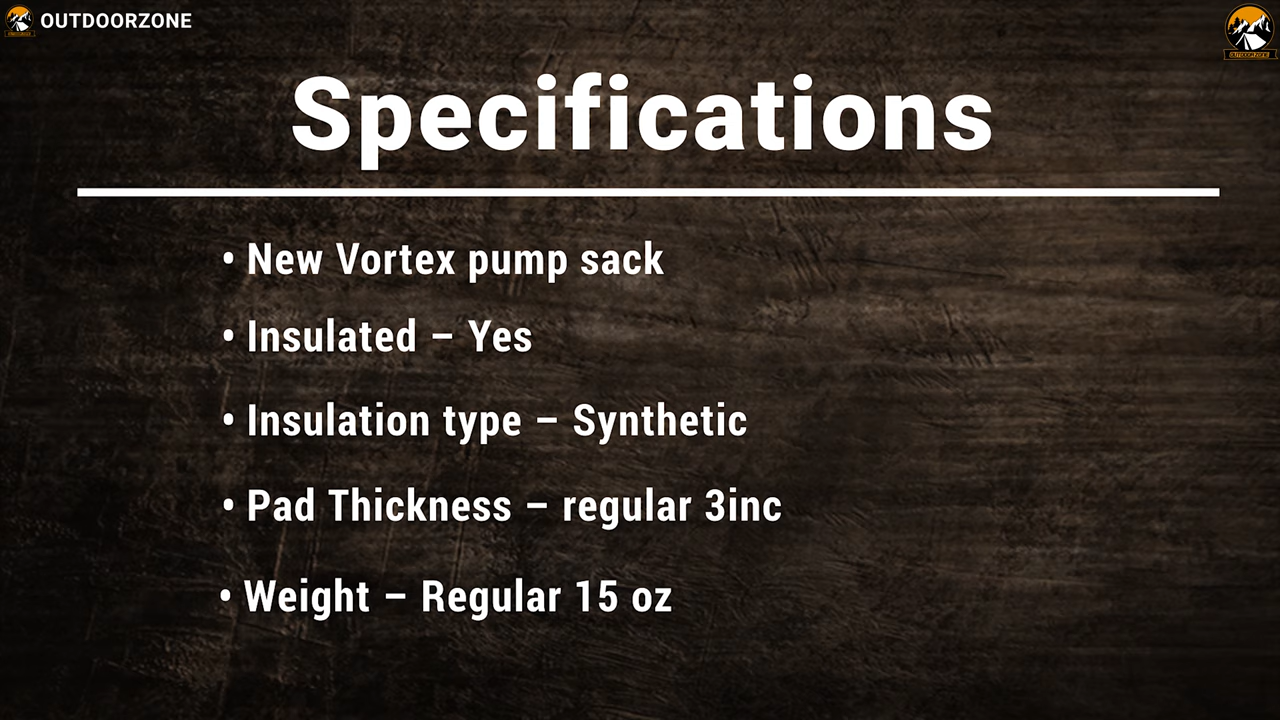 OUTDOORZONE
OUTDOORZONE
Specifications
• New Vortex pump sack
• Insulated – Yes
• Insulation type – Synthetic
• Pad Thickness – regular 3inc
• Weight – Regular 15 oz